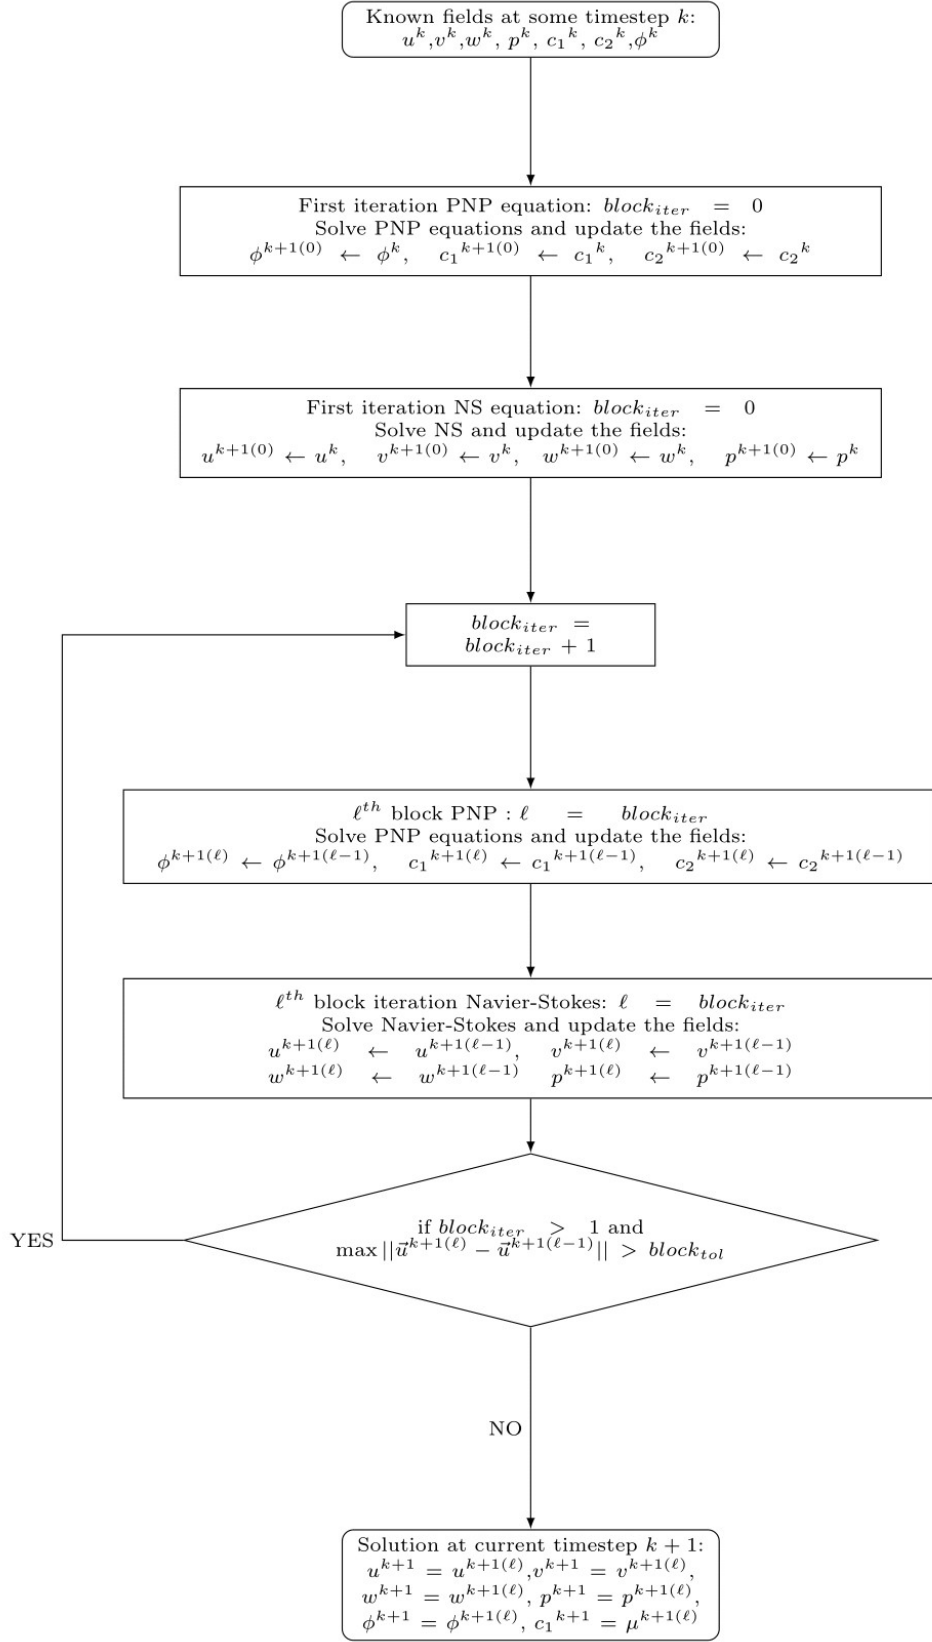 Known fields at some timestep k:
u^k,v^k,w^k, p^k, c_1^k, c_2^k,ϕ^k
First iteration PNP equation: block_iter = 0
Solve PNP equations and update the fields:
ϕ^{k+1(0)} ← ϕ^k, c_1^{k+1(0)} ← c_1^k, c_2^{k+1(0)} ← c_2^k
First iteration NS equation: block_iter = 0
Solve NS and update the fields:
u^{k+1(0)} ← u^k, v^{k+1(0)} ← v^k, w^{k+1(0)} ← w^k, p^{k+1(0)} ← p^k
block_iter =
block_iter + 1
ℓ^{th} block PNP : ℓ = block_iter
Solve PNP equations and update the fields:
ϕ^{k+1(ℓ)} ← ϕ^{k+1(ℓ−1)}, c_1^{k+1(ℓ)} ← c_1^{k+1(ℓ−1)}, c_2^{k+1(ℓ)} ← c_2^{k+1(ℓ−1)}
ℓ^{th} block iteration Navier-Stokes: ℓ = block_iter
Solve Navier-Stokes and update the fields:
u^{k+1(ℓ)} ← u^{k+1(ℓ−1)}, v^{k+1(ℓ)} ← v^{k+1(ℓ−1)}
w^{k+1(ℓ)} ← w^{k+1(ℓ−1)} p^{k+1(ℓ)} ← p^{k+1(ℓ−1)}
if block_iter > 1 and
max ||u⃗^{k+1(ℓ)} − u⃗^{k+1(ℓ−1)}|| > block_tol
YES
NO
Solution at current timestep k + 1:
u^{k+1} = u^{k+1(ℓ)},v^{k+1} = v^{k+1(ℓ)},
w^{k+1} = w^{k+1(ℓ)}, p^{k+1} = p^{k+1(ℓ)},
ϕ^{k+1} = ϕ^{k+1(ℓ)}, c_1^{k+1} = μ^{k+1(ℓ)}